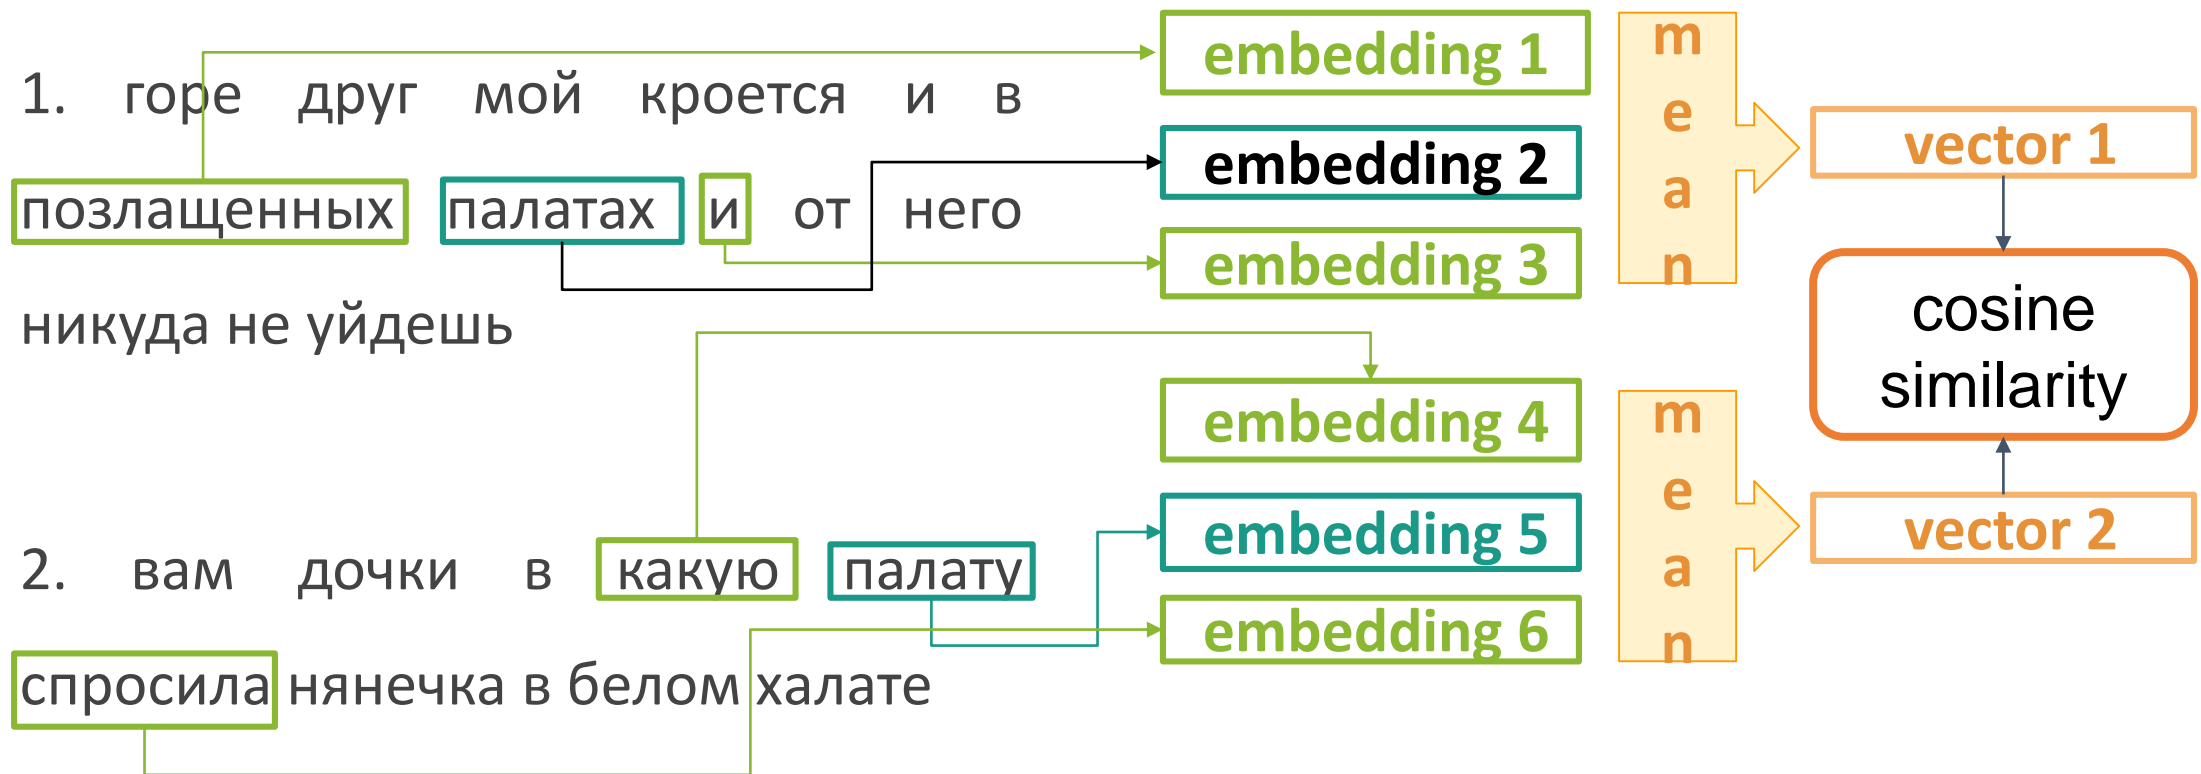 1. горе друг мой кроется и в
позлащенных палатах и от него
никуда не уйдешь
2. вам дочки в какую палату
спросила нянечка в белом халате
embedding 1
embedding 2
embedding 3
embedding 4
embedding 5
embedding 6
mean
mean
vector 1
cosine
similarity
vector 2